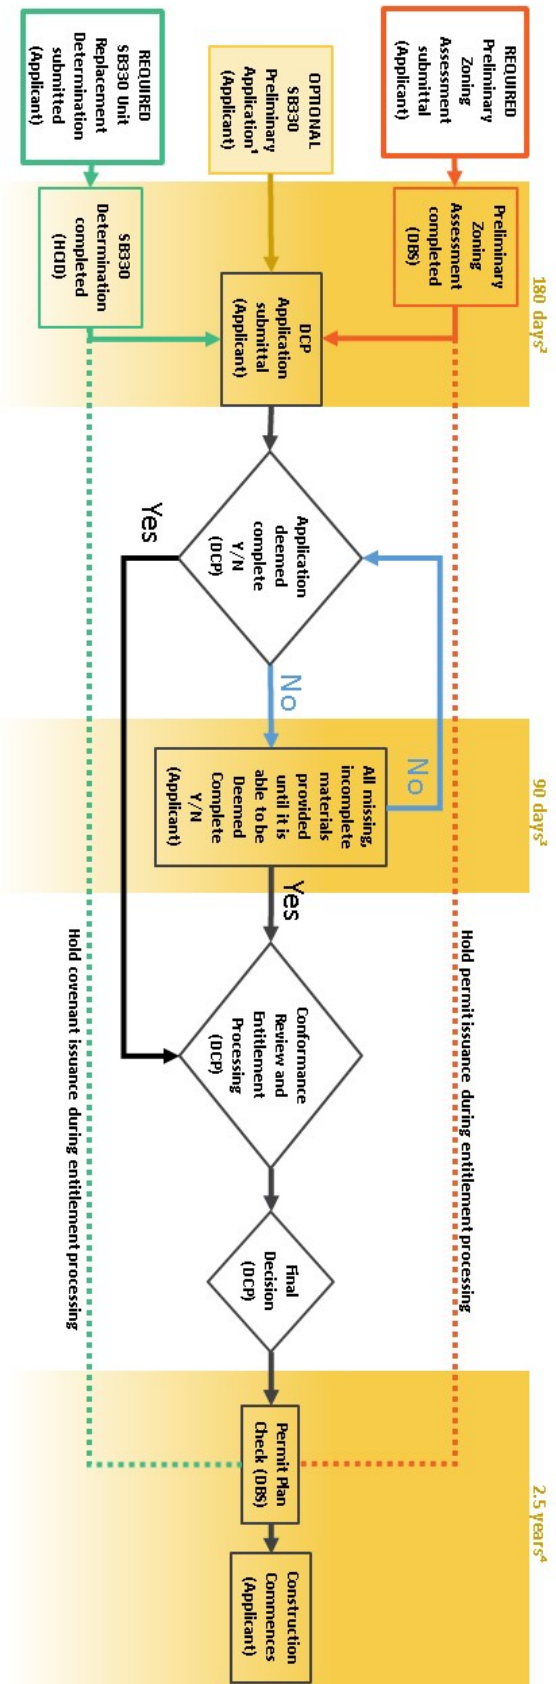 180 days²
90 days³
2.5 years⁴
REQUIRED
Preliminary
Zoning
Assessment
submittal
(Applicant)
Preliminary
Zoning
Assessment
completed
(DBS)
Hold permit issuance during entitlement processing
OPTIONAL
SB330
Preliminary
Application¹
(Applicant)
DCP
Application
submittal
(Applicant)
Application
deemed
complete
Y/N
(DCP)
No
No
Yes
All missing,
incomplete
materials
provided
until it is
able to be
Deemed
Complete
Y/N
(Applicant)
Yes
Conformance
Review and
Entitlement
Processing
(DCP)
Final
Decision
(DCP)
Permit Plan
Check (DBS)
Construction
Commences
(Applicant)
REQUIRED
SB330 Unit
Replacement
Determination
submitted
(Applicant)
SB330
Determination
completed
(HCID)
Hold covenant issuance during entitlement processing